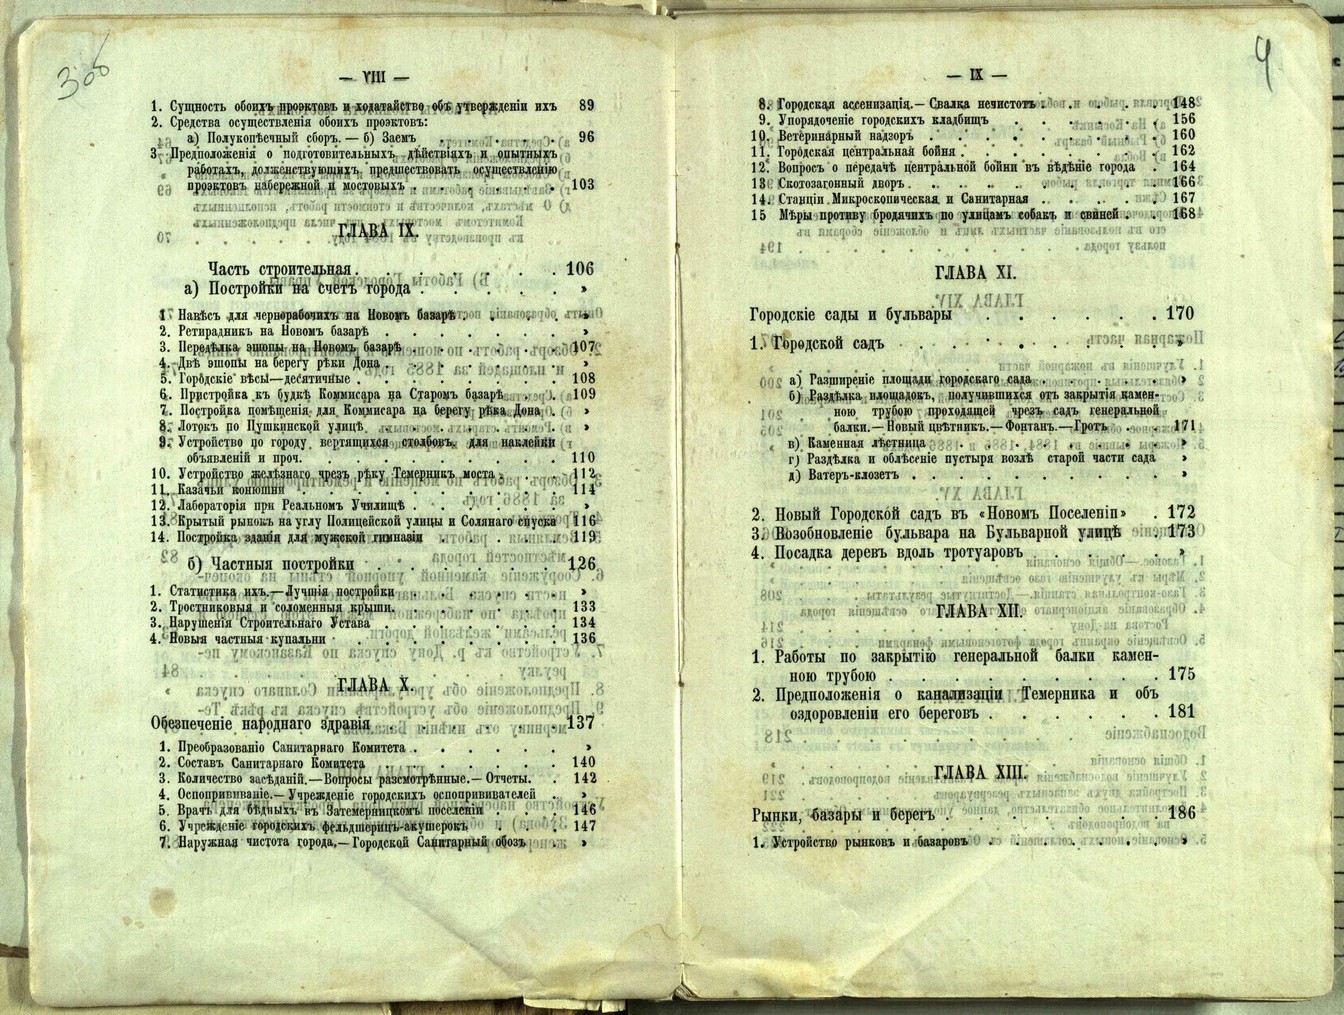 — VIII —
1. Сущность обоихъ проэктовъ и ходатайство объ утвержденіи ихъ 89
2. Средства осуществленія обоихъ проэктовъ:
а) Полукопѣечный сборъ. — б) Заемъ . . . . . 96
3. Предположенія о подготовительныхъ дѣйствіяхъ и опытныхъ
работахъ, долженствующихъ предшествовать осуществленію
проэктовъ набережной и мостовыхъ . . . . . 103
ГЛАВА IX.
Часть строительная . . . . . . . 106
а) Постройки на счетъ города . . . . . »
1. Навѣсъ для чернорабочихъ на Новомъ базарѣ . . . . »
2. Ретирадникъ на Новомъ базарѣ . . . . . . »
3. Передѣлка эшопы на Новомъ базарѣ . . . . . 107
4. Двѣ эшопы на берегу рѣки Дона . . . . . . »
5. Городскіе вѣсы—десятичные . . . . . . . 108
6. Пристройка къ будкѣ Коммисара на Старомъ базарѣ . . . 109
7. Постройка помѣщенія для Коммисара на берегу рѣка Дона . »
8. Лотокъ по Пушкинской улицѣ . . . . . . »
9. Устройство по городу вертящихся столбовъ для наклейки
объявленій и проч. . . . . . . . 110
10. Устройство желѣзнаго чрезъ рѣку Темерникъ моста . . . 112
11. Казачьи конюшни . . . . . . . . 114
12. Лабораторія при Реальномъ Училищѣ . . . . . »
13. Крытый рынокъ на углу Полицейской улицы и Солянаго спуска 116
14. Постройка зданія для мужской гимназіи . . . . . 119
б) Частныя постройки . . . . . . 126
1. Статистика ихъ.—Лучшія постройки . . . . . »
2. Тростниковыя и соломенныя крыши . . . . . 133
3. Нарушенія Строительнаго Устава . . . . . . 134
4. Новыя частныя купальни . . . . . . . 136
ГЛАВА X.
Обезпеченіе народнаго здравія . . . . . . 137
1. Преобразованіо Санитарнаго Комитета . . . . . . »
2. Составъ Санитарнаго Комитета . . . . . . 140
3. Количество засѣданій.—Вопросы разсмотрѣнные.— Отчеты. . 142
4. Оспопрививаніе.— Учрежденіе городскихъ оспопрививателей . »
5. Врачъ для бѣдныхъ въ Затемерницкомъ поселеніи . . . 146
6. Учрежденіе городскихъ фельдшерицъ-акушерокъ . . . 147
7. Наружная чистота города.— Городской Санитарный обозъ . »
— IX —
8. Городская ассенизація.— Свалка нечистотъ . . . . . 148
9. Упорядоченіе городскихъ кладбищъ . . . . . 156
10. Ветеринарный надзоръ . . . . . . . . 160
11. Городская центральная бойня . . . . . . . 162
12. Вопросъ о передачѣ центральной бойни въ вѣдѣніе города . 164
13 Скотозагонный дворъ . . . . . . . . 166
14. Станціи Микроскопическая и Санитарная . . . . . 167
15 Мѣры противу бродячихъ по улицамъ собакъ и свиней . . . 168
ГЛАВА XI.
Городскіе сады и бульвары . . . . . . 170
1. Городской садъ . . . . . . . . »
а) Разширеніе площади городскаго сада . . . . . . »
б) Раздѣлка площадокъ, получившихся отъ закрытія камен-
ною трубою проходящей чрезъ садъ генеральной
балки.—Новый цвѣтникъ.—Фонтанъ.—Гротъ . . . 171
в) Каменная лѣстница . . . . . . . . »
г) Раздѣлка и облѣсеніе пустыря возлѣ старой части сада »
д) Ватеръ-клозетъ . . . . . . . . . »
2. Новый Городской садъ въ «Новомъ Поселеніи» . 172
3. Возобновленіе бульвара на Бульварной улицѣ . 173
4. Посадка деревъ вдоль тротуаровъ . . . . . »
ГЛАВА XII.
1. Работы по закрытію генеральной балки камен-
ною трубою . . . . . . . . . 175
2. Предположенія о канализаціи Темерника и объ
оздоровленіи его береговъ . . . . . . 181
ГЛАВА XIII.
Рынки, базары и берегъ . . . . . . . 186
1. Устройство рынковъ и базаровъ . . . . . . . »